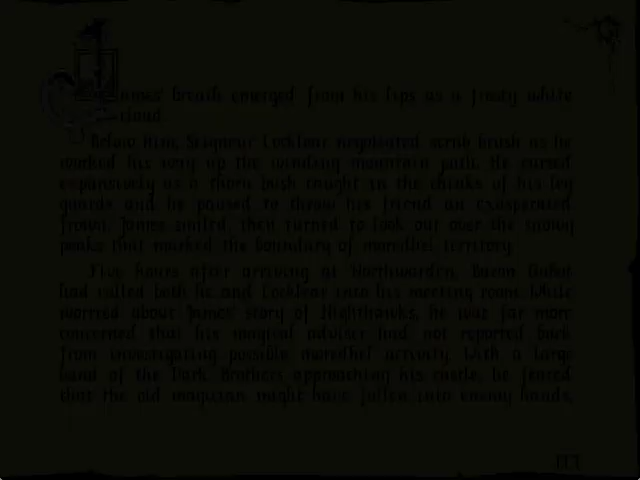 James' breath emerged from his lips as a frosty white
cloud.
Below him, Seigneur Locklear negotiated scrub brush as he
worked his way up the winding mountain path. He cursed
expansively as a thorn bush caught in the chinks of his leg
guards and he paused to throw his friend an exasperated
frown. James smiled, then turned to look out over the snowy
peaks that marked the boundary of moredhel territory.
Five hours after arriving at Northwarden, Baron Gabot
had called both he and Locklear into his meeting room. While
worried about James' story of Nighthawks, he was far more
concerned that his magical adviser had not reported back
from investigating possible moredhel activity. With a large
band of the Dark Brothers approaching his castle, he feared
that the old magician might have fallen into enemy hands.